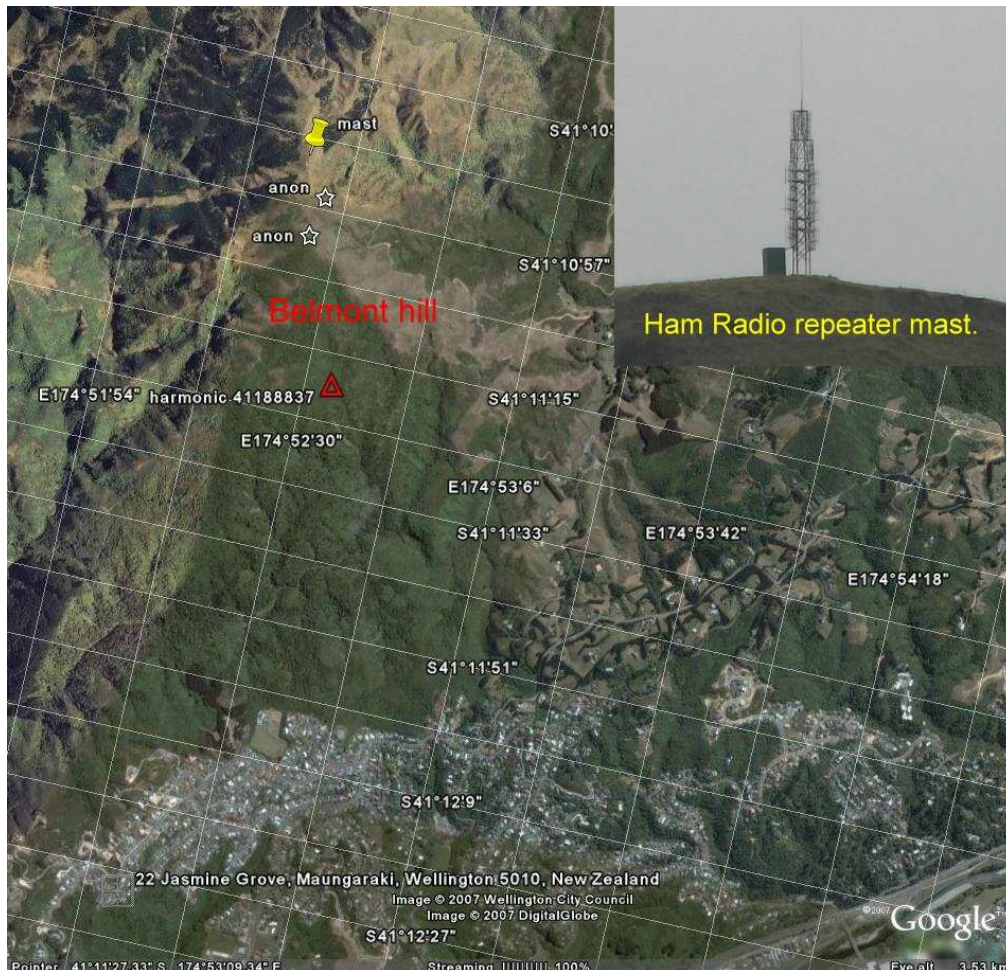 mast
S41°10'
anon
anon
S41°10'57"
Belmont hill
Ham Radio repeater mast.
E174°51'54"
harmonic 41188837
S41°11'15"
E174°52'30"
E174°53'6"
S41°11'33"
E174°53'42"
E174°54'18"
S41°11'51"
S41°12'9"
22 Jasmine Grove, Maungaraki, Wellington 5010, New Zealand
Image © 2007 Wellington City Council
Image © 2007 DigitalGlobe
©2007 Google
S41°12'27"
Pointer 41°11'27.33" S 174°53'09.34" E Streaming ||||||||| 100% Eye alt 3.53 km